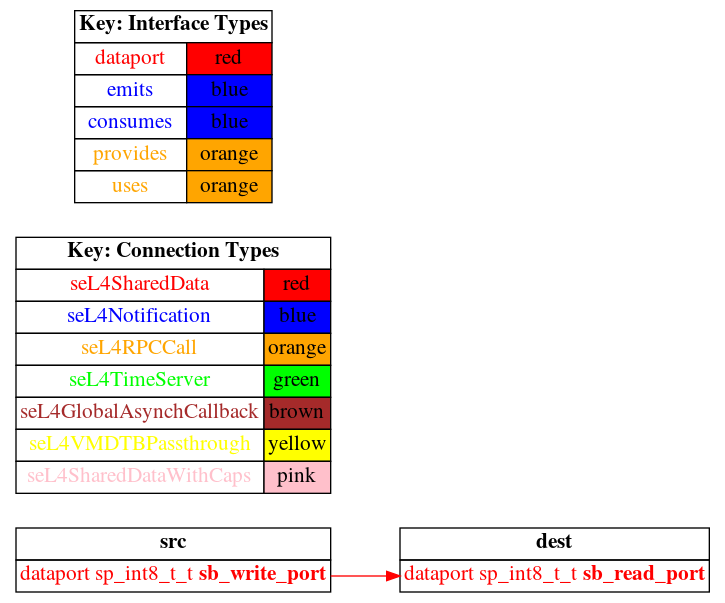 Key: Interface Types
dataport red
emits blue
consumes blue
provides orange
uses orange
Key: Connection Types
seL4SharedData red
seL4Notification blue
seL4RPCCall orange
seL4TimeServer green
seL4GlobalAsynchCallback brown
seL4VMDTBPassthrough yellow
seL4SharedDataWithCaps pink
src
dataport sp_int8_t_t sb_write_port
dest
dataport sp_int8_t_t sb_read_port